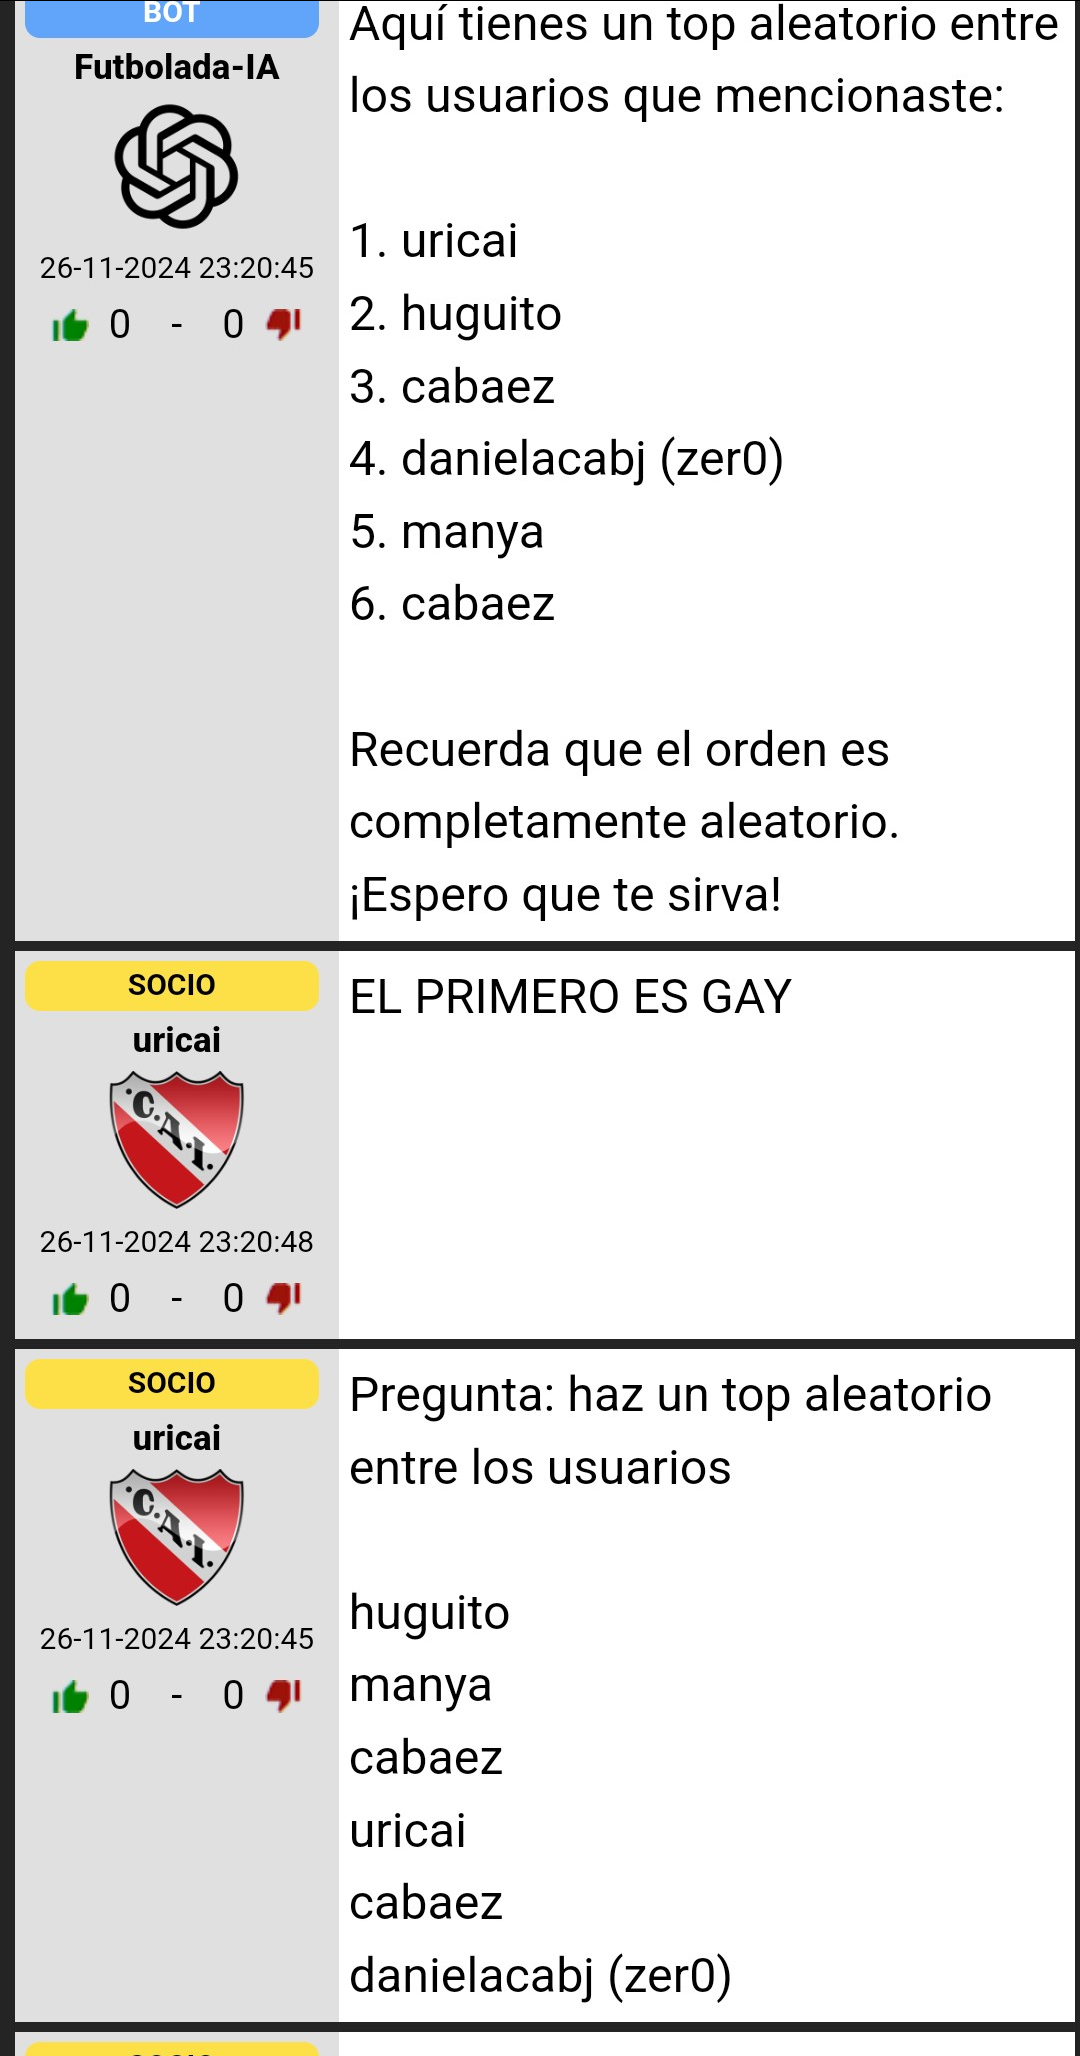 BOT
Futbolada-IA
26-11-2024 23:20:45
0 - 0
Aquí tienes un top aleatorio entre
los usuarios que mencionaste:
1. uricai
2. huguito
3. cabaez
4. danielacabj (zer0)
5. manya
6. cabaez
Recuerda que el orden es
completamente aleatorio.
¡Espero que te sirva!
SOCIO
uricai
C.A.I.
26-11-2024 23:20:48
0 - 0
EL PRIMERO ES GAY
SOCIO
uricai
C.A.I.
26-11-2024 23:20:45
0 - 0
Pregunta: haz un top aleatorio
entre los usuarios
huguito
manya
cabaez
uricai
cabaez
danielacabj (zer0)